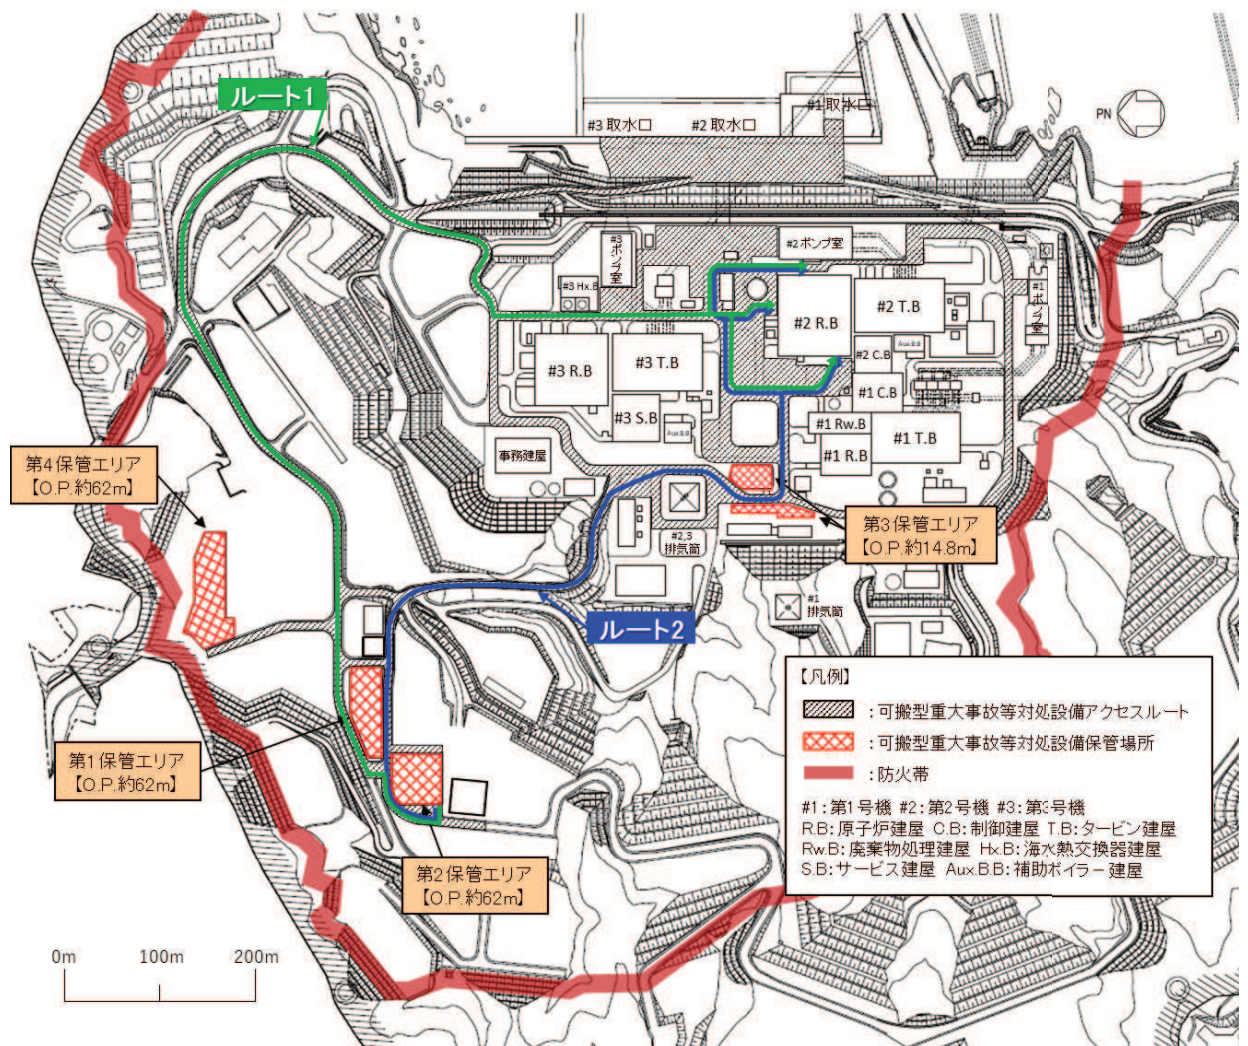 ルート1
#1 取水口
#3 取水口
#2 取水口
PN
#3 ポンプ室
#2 ポンプ室
#3 Hx.B
#1 ポンプ室
#2 R.B
#2 T.B
Aux.B.B
#2 C.B
#3 R.B
#3 T.B
#1 C.B
#3 S.B
Aux.B.B
#1 Rw.B
#1 T.B
#1 R.B
事務建屋
第4保管エリア
【O.P.約62m】
第3保管エリア
【O.P.約14.8m】
#2,3
排気筒
#1
排気筒
ルート2
第1保管エリア
【O.P.約62m】
第2保管エリア
【O.P.約62m】
【凡例】
：可搬型重大事故等対処設備アクセスルート
：可搬型重大事故等対処設備保管場所
：防火帯
#1：第1号機 #2：第2号機 #3：第3号機
R.B：原子炉建屋 C.B：制御建屋 T.B：タービン建屋
Rw.B：廃棄物処理建屋 Hx.B：海水熱交換器建屋
S.B：サービス建屋 Aux.B.B：補助ボイラー建屋
0m 100m 200m